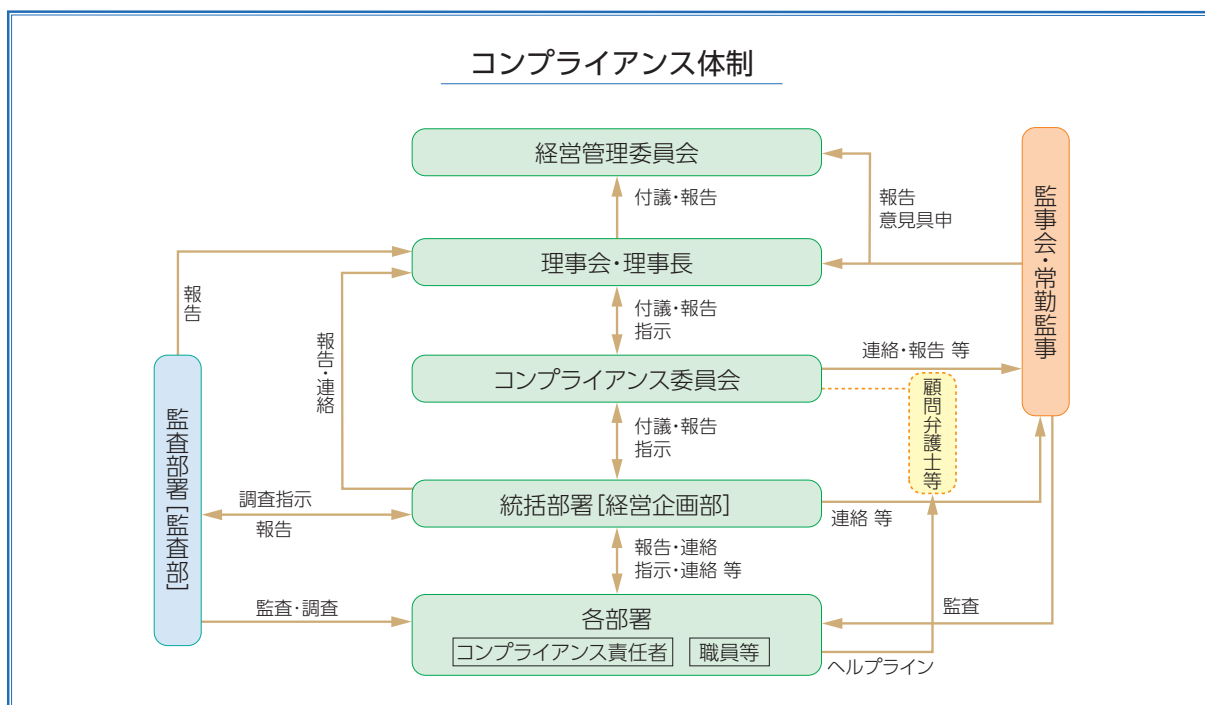 コンプライアンス体制
経営管理委員会
付議・報告
報告
意見具申
監事会・常勤監事
理事会・理事長
報告
付議・報告
指示
報告・連絡
連絡・報告 等
コンプライアンス委員会
顧問弁護士等
監査部署[監査部]
付議・報告
指示
調査指示
報告
統括部署[経営企画部]
連絡 等
報告・連絡
指示・連絡 等
監査・調査
各部署
監査
コンプライアンス責任者
職員等
ヘルプライン